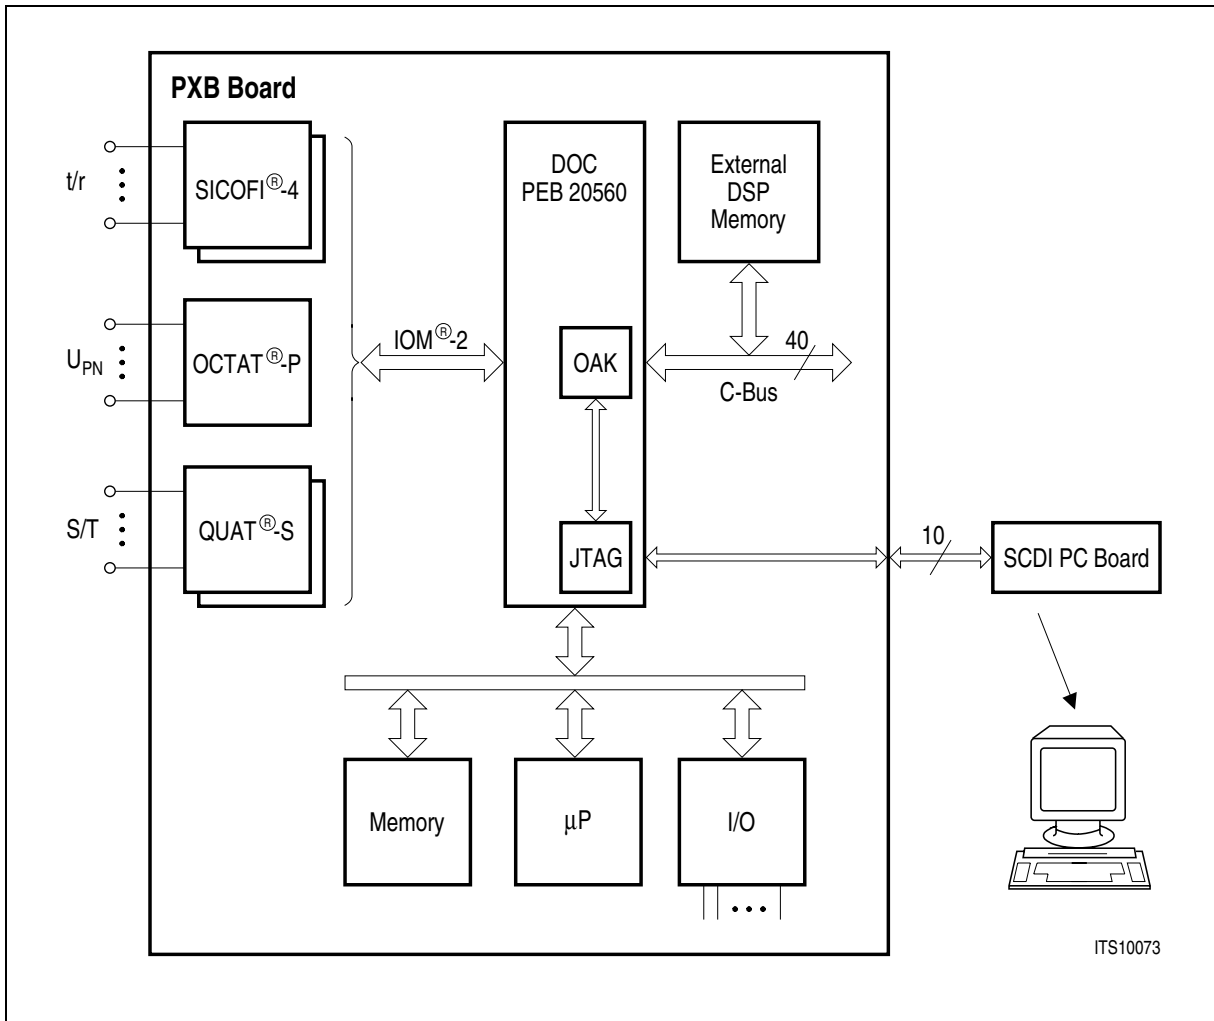 PXB Board
t/r
SICOFI®-4
DOC
PEB 20560
External
DSP
Memory
U_PN
OCTAT®-P
IOM®-2
OAK
40
C-Bus
S/T
QUAT®-S
JTAG
10
SCDI PC Board
Memory
µP
I/O
ITS10073